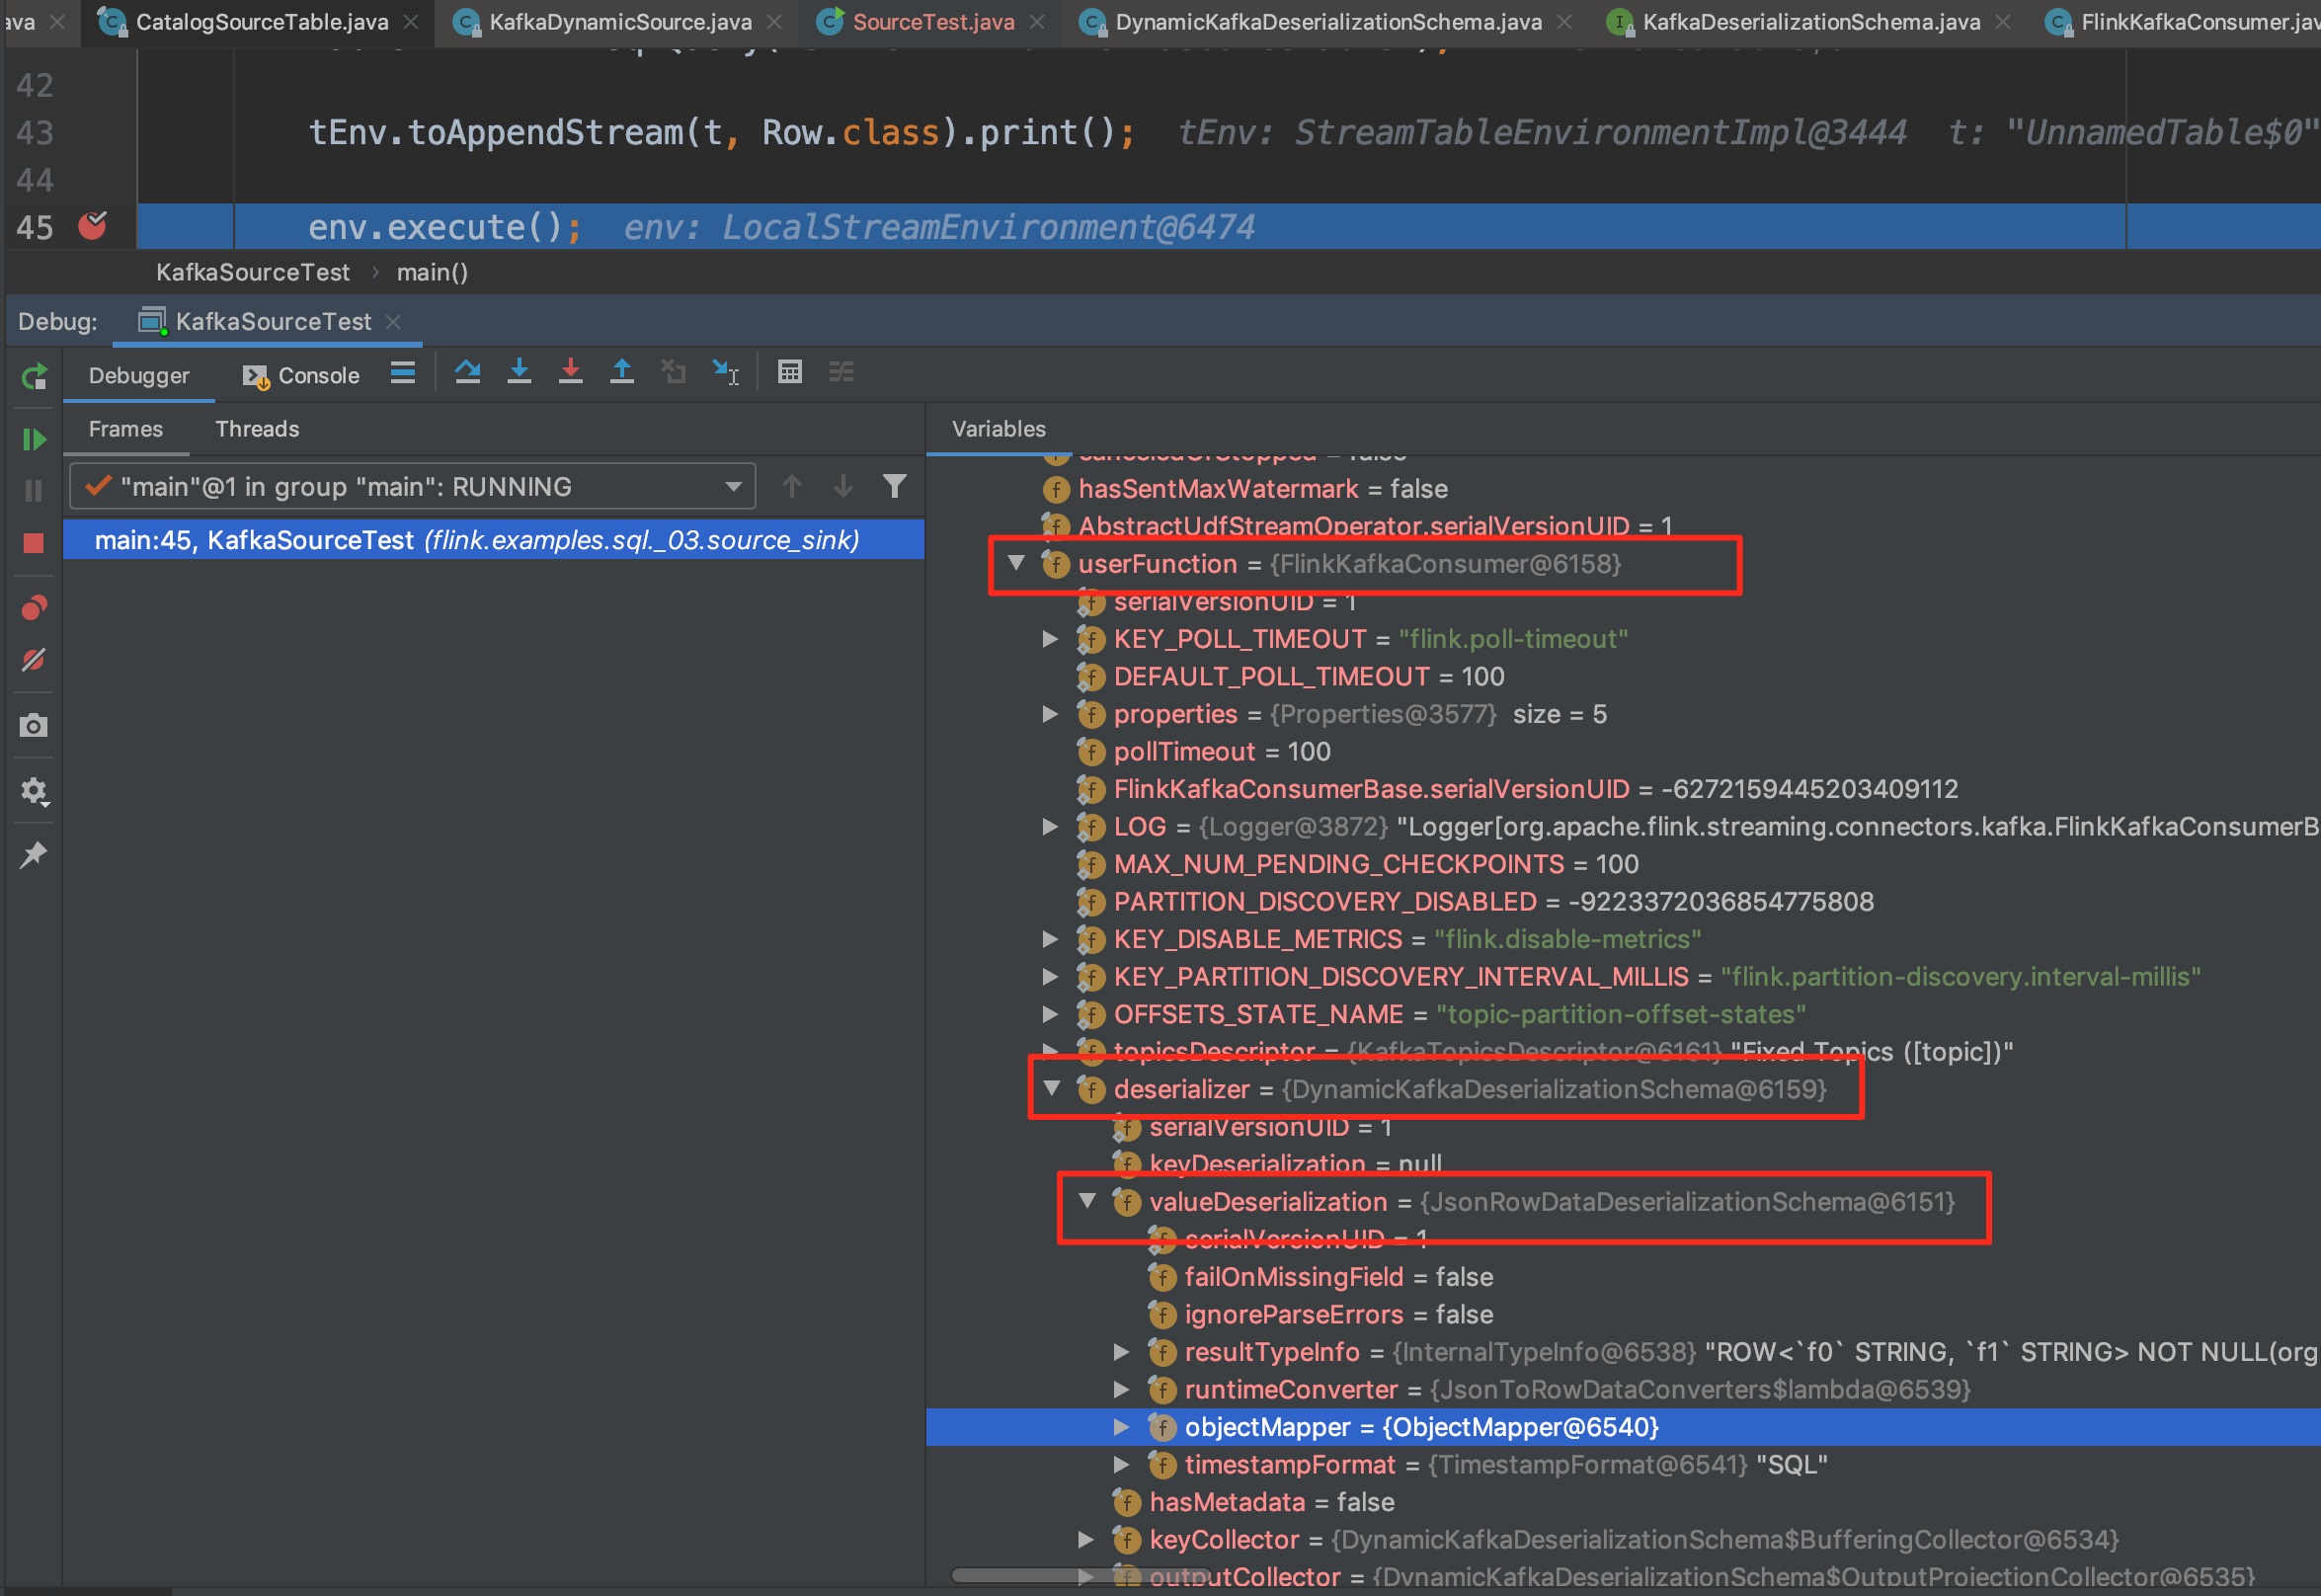 ava
CatalogSourceTable.java
KafkaDynamicSource.java
SourceTest.java
DynamicKafkaDeserializationSchema.java
KafkaDeserializationSchema.java
FlinkKafkaConsumer.jav
42
43 tEnv.toAppendStream(t, Row.class).print(); tEnv: StreamTableEnvironmentImpl@3444 t: "UnnamedTable$0"
44
45 env.execute(); env: LocalStreamEnvironment@6474
KafkaSourceTest › main()
Debug: KafkaSourceTest
Debugger Console
Frames Threads
Variables
"main"@1 in group "main": RUNNING
main:45, KafkaSourceTest (flink.examples.sql._03.source_sink)
canceledOrStopped = false
hasSentMaxWatermark = false
AbstractUdfStreamOperator.serialVersionUID = 1
userFunction = {FlinkKafkaConsumer@6158}
serialVersionUID = 1
KEY_POLL_TIMEOUT = "flink.poll-timeout"
DEFAULT_POLL_TIMEOUT = 100
properties = {Properties@3577} size = 5
pollTimeout = 100
FlinkKafkaConsumerBase.serialVersionUID = -6272159445203409112
LOG = {Logger@3872} "Logger[org.apache.flink.streaming.connectors.kafka.FlinkKafkaConsumerB
MAX_NUM_PENDING_CHECKPOINTS = 100
PARTITION_DISCOVERY_DISABLED = -9223372036854775808
KEY_DISABLE_METRICS = "flink.disable-metrics"
KEY_PARTITION_DISCOVERY_INTERVAL_MILLIS = "flink.partition-discovery.interval-millis"
OFFSETS_STATE_NAME = "topic-partition-offset-states"
topicsDescriptor = {KafkaTopicsDescriptor@6161} "Fixed Topics ([topic])"
deserializer = {DynamicKafkaDeserializationSchema@6159}
serialVersionUID = 1
keyDeserialization = null
valueDeserialization = {JsonRowDataDeserializationSchema@6151}
serialVersionUID = 1
failOnMissingField = false
ignoreParseErrors = false
resultTypeInfo = {InternalTypeInfo@6538} "ROW<`f0` STRING, `f1` STRING> NOT NULL(org
runtimeConverter = {JsonToRowDataConverters$lambda@6539}
objectMapper = {ObjectMapper@6540}
timestampFormat = {TimestampFormat@6541} "SQL"
hasMetadata = false
keyCollector = {DynamicKafkaDeserializationSchema$BufferingCollector@6534}
outputCollector = {DynamicKafkaDeserializationSchema$OutputProjectionCollector@6535}